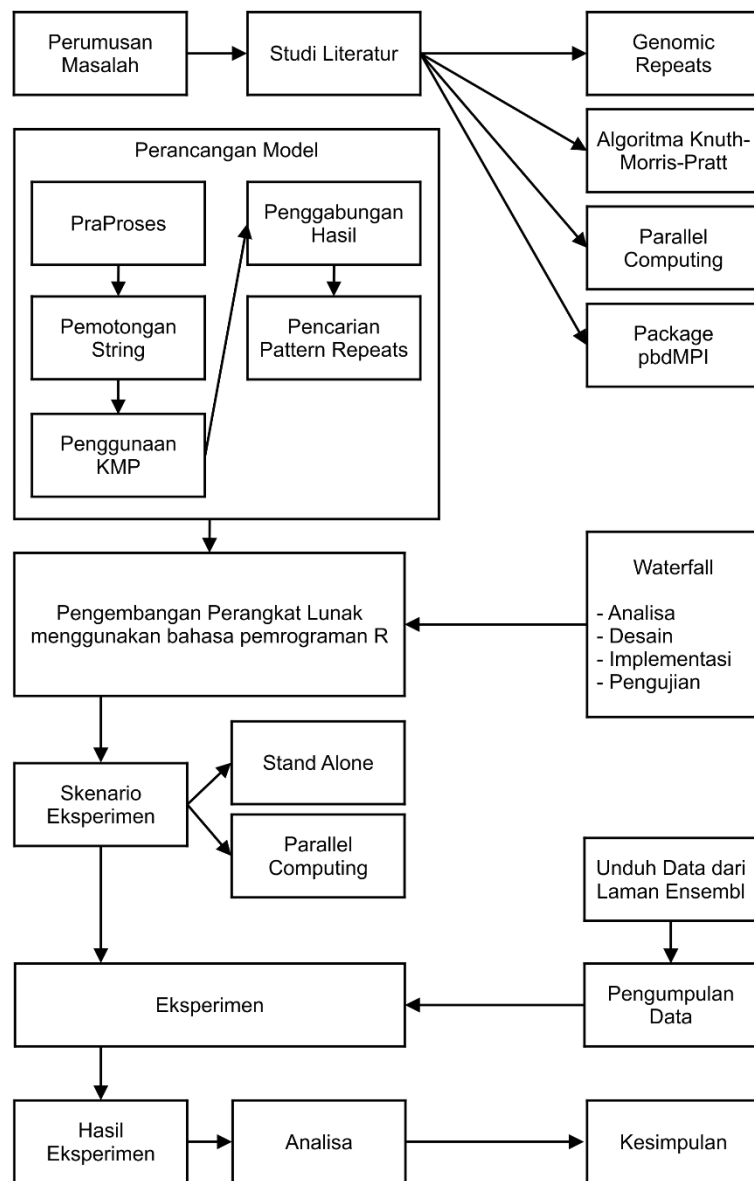 Perumusan
Masalah
Studi Literatur
Genomic
Repeats
Algoritma Knuth-
Morris-Pratt
Parallel
Computing
Package
pbdMPI
Perancangan Model
PraProses
Pemotongan
String
Penggunaan
KMP
Penggabungan
Hasil
Pencarian
Pattern Repeats
Pengembangan Perangkat Lunak
menggunakan bahasa pemrograman R
Waterfall
- Analisa
- Desain
- Implementasi
- Pengujian
Skenario
Eksperimen
Stand Alone
Parallel
Computing
Unduh Data dari
Laman Ensembl
Pengumpulan
Data
Eksperimen
Hasil
Eksperimen
Analisa
Kesimpulan